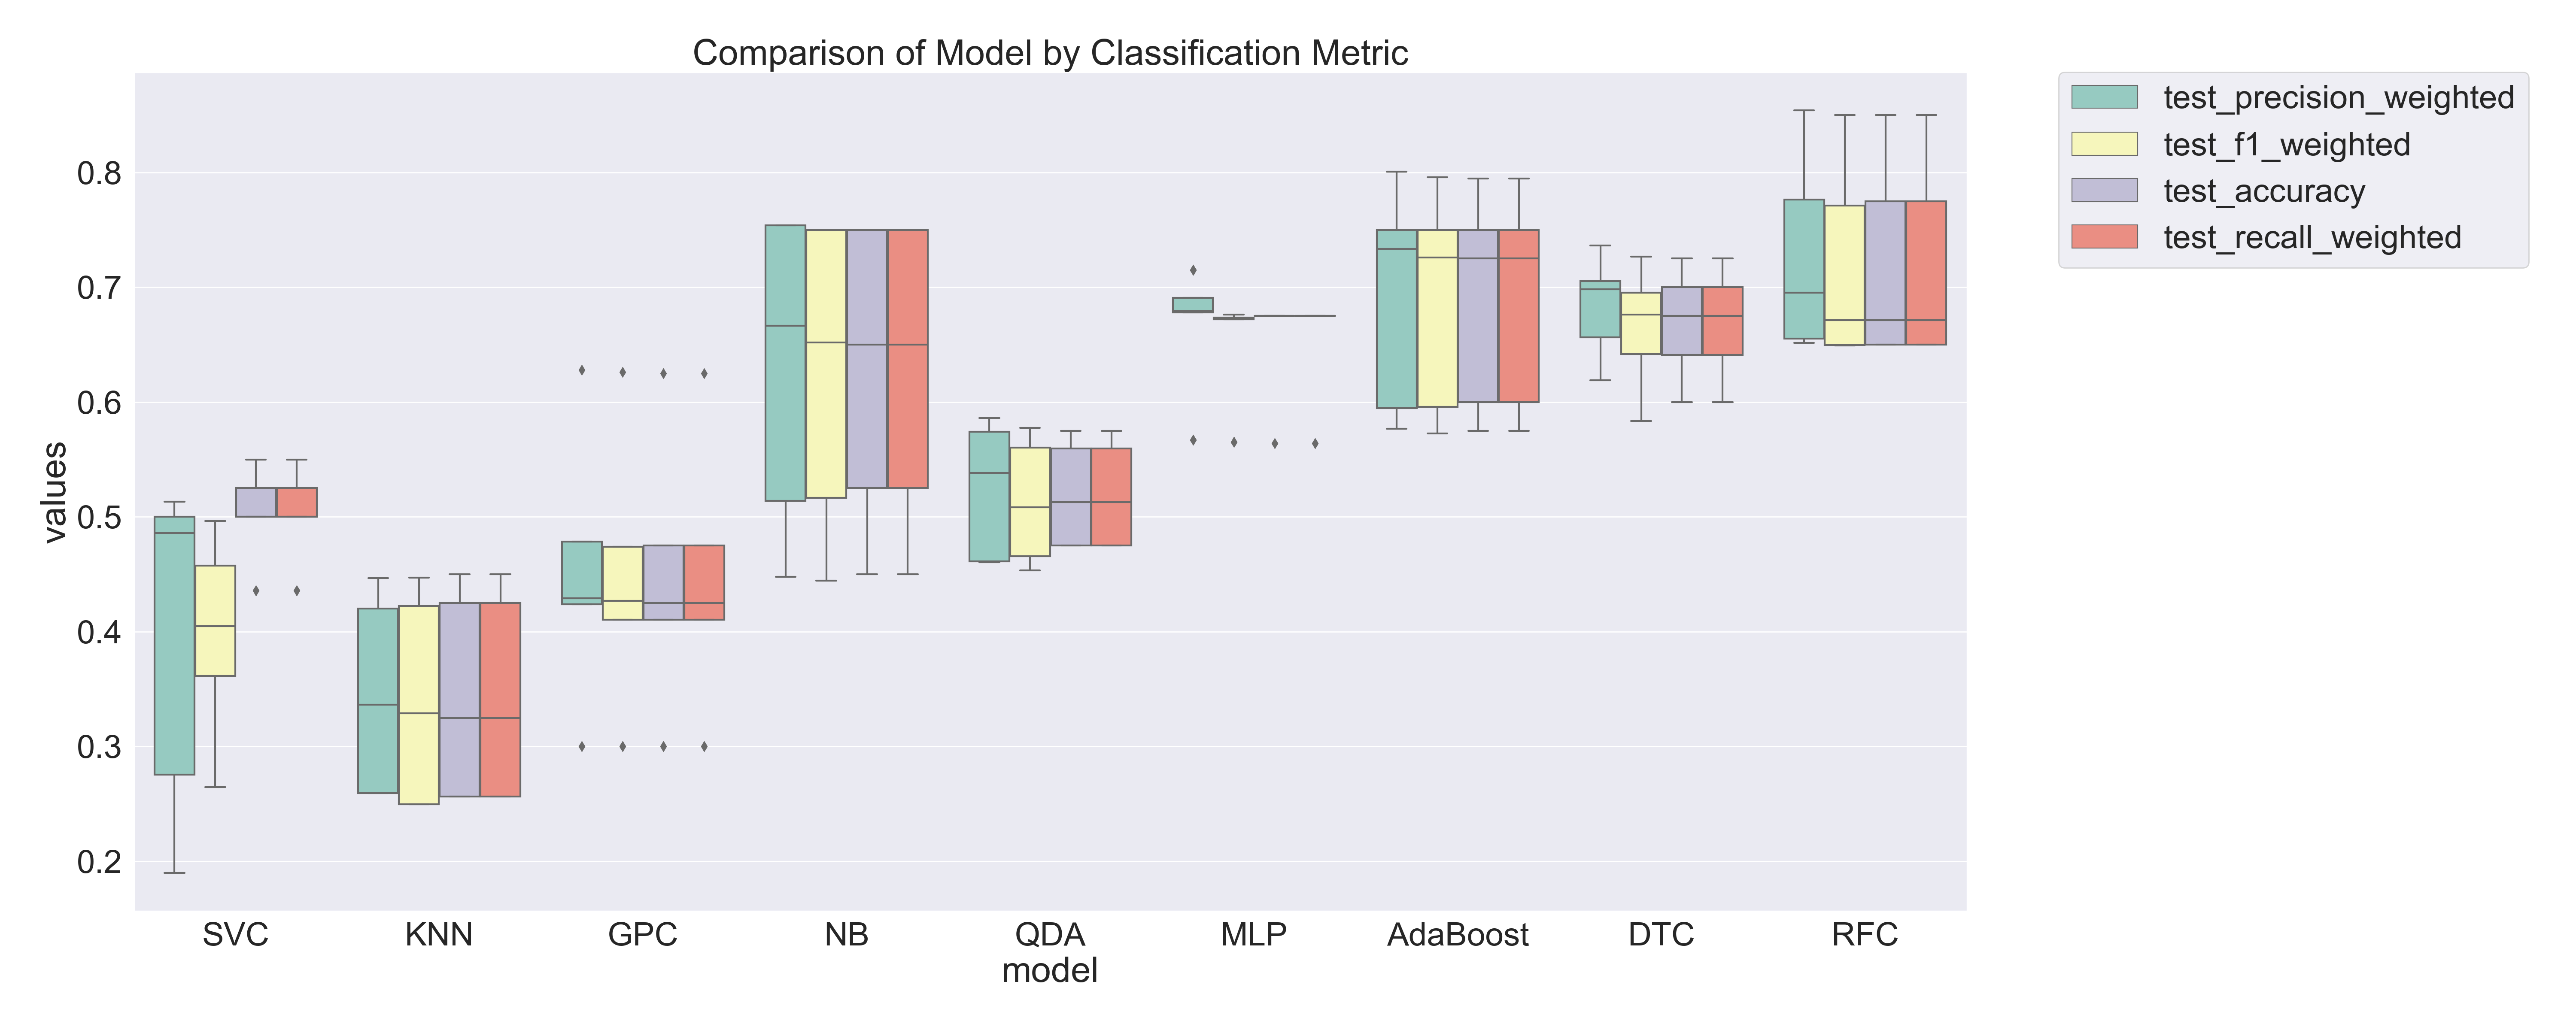 Comparison of Model by Classification Metric
values
0.8
0.7
0.6
0.5
0.4
0.3
0.2
SVC KNN GPC NB QDA MLP AdaBoost DTC RFC
model
test_precision_weighted
test_f1_weighted
test_accuracy
test_recall_weighted